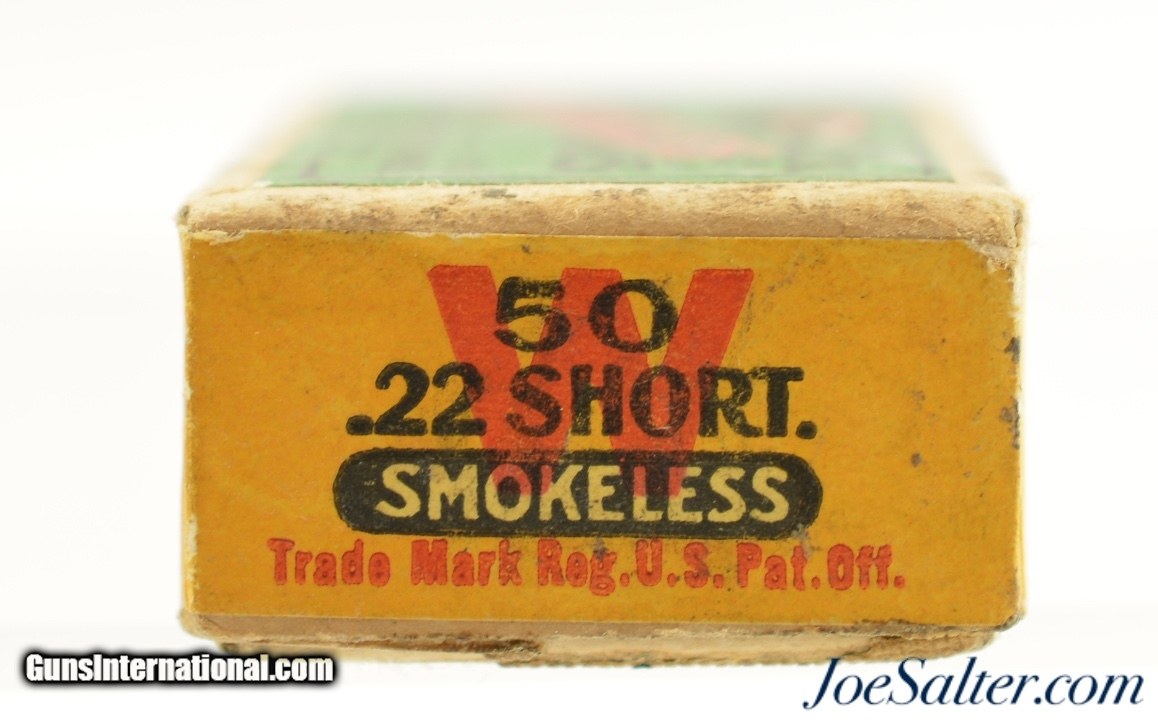 W
50
.22 SHORT.
SMOKELESS
Trade Mark Reg. U.S. Pat. Off.
GunsInternational.com
JoeSalter.com